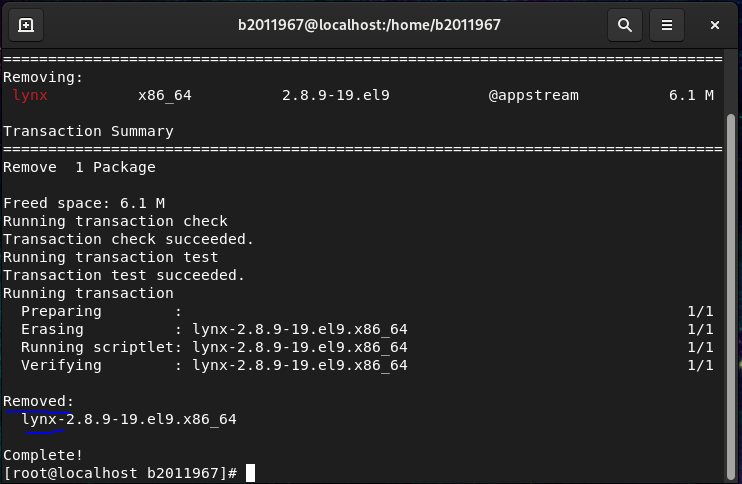 b2011967@localhost:/home/b2011967
================================================================================
Removing:
 lynx          x86_64          2.8.9-19.el9           @appstream          6.1 M

Transaction Summary
================================================================================
Remove  1 Package

Freed space: 6.1 M
Running transaction check
Transaction check succeeded.
Running transaction test
Transaction test succeeded.
Running transaction
  Preparing        :                                                        1/1
  Erasing          : lynx-2.8.9-19.el9.x86_64                               1/1
  Running scriptlet: lynx-2.8.9-19.el9.x86_64                               1/1
  Verifying        : lynx-2.8.9-19.el9.x86_64                               1/1

Removed:
  lynx-2.8.9-19.el9.x86_64

Complete!
[root@localhost b2011967]#